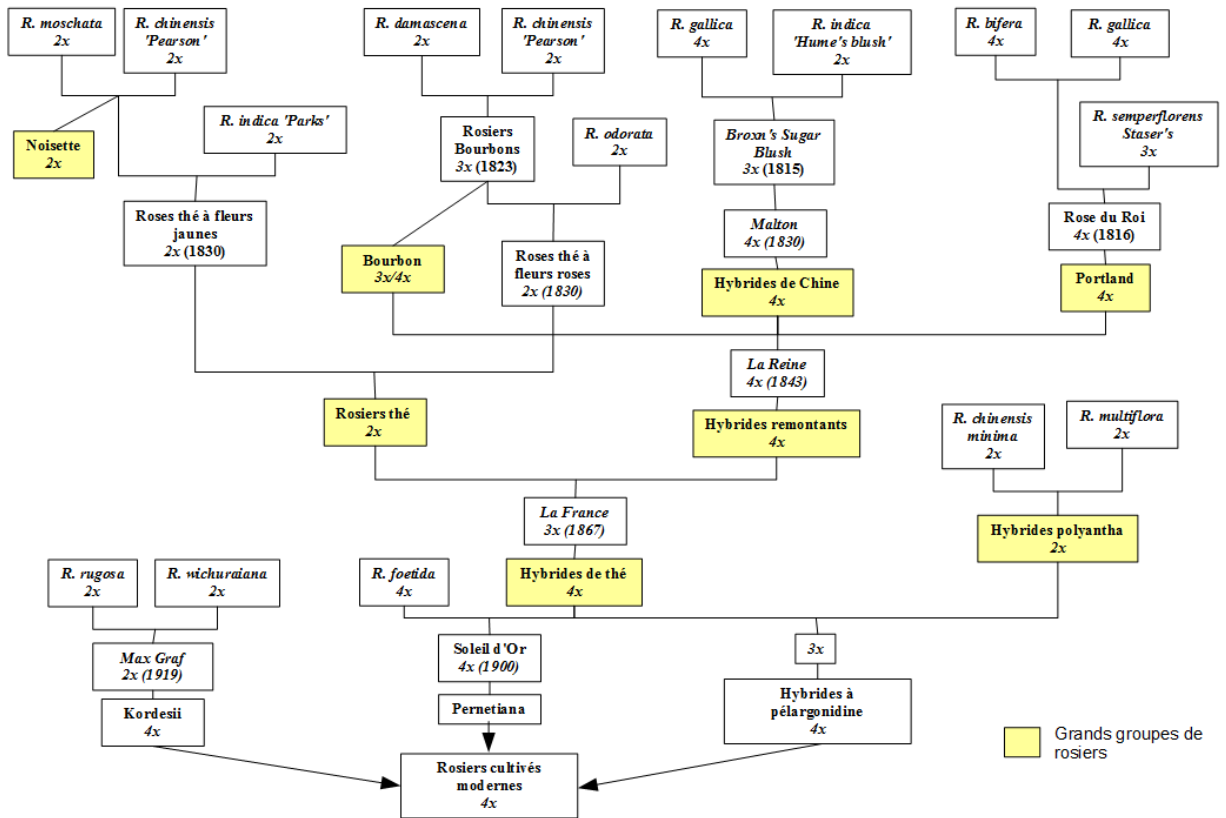 R. moschata
2x
R. chinensis
'Pearson'
2x
R. damascena
2x
R. chinensis
'Pearson'
2x
R. gallica
4x
R. indica
'Hume's blush'
2x
R. bifera
4x
R. gallica
4x
Noisette
2x
R. indica 'Parks'
2x
Rosiers
Bourbons
3x (1823)
R. odorata
2x
Broxn's Sugar
Blush
3x (1815)
R. semperflorens
Staser's
3x
Roses thé à fleurs
jaunes
2x (1830)
Bourbon
3x/4x
Roses thé à
fleurs roses
2x (1830)
Malton
4x (1830)
Hybrides de Chine
4x
Rose du Roi
4x (1816)
Portland
4x
La Reine
4x (1843)
Rosiers thé
2x
Hybrides remontants
4x
R. chinensis
minima
2x
R. multiflora
2x
La France
3x (1867)
Hybrides polyantha
2x
R. rugosa
2x
R. wichuraiana
2x
R. foetida
4x
Hybrides de thé
4x
Max Graf
2x (1919)
Soleil d'Or
4x (1900)
3x
Kordesii
4x
Pernetiana
Hybrides à
pélargonidine
4x
Grands groupes de
rosiers
Rosiers cultivés
modernes
4x